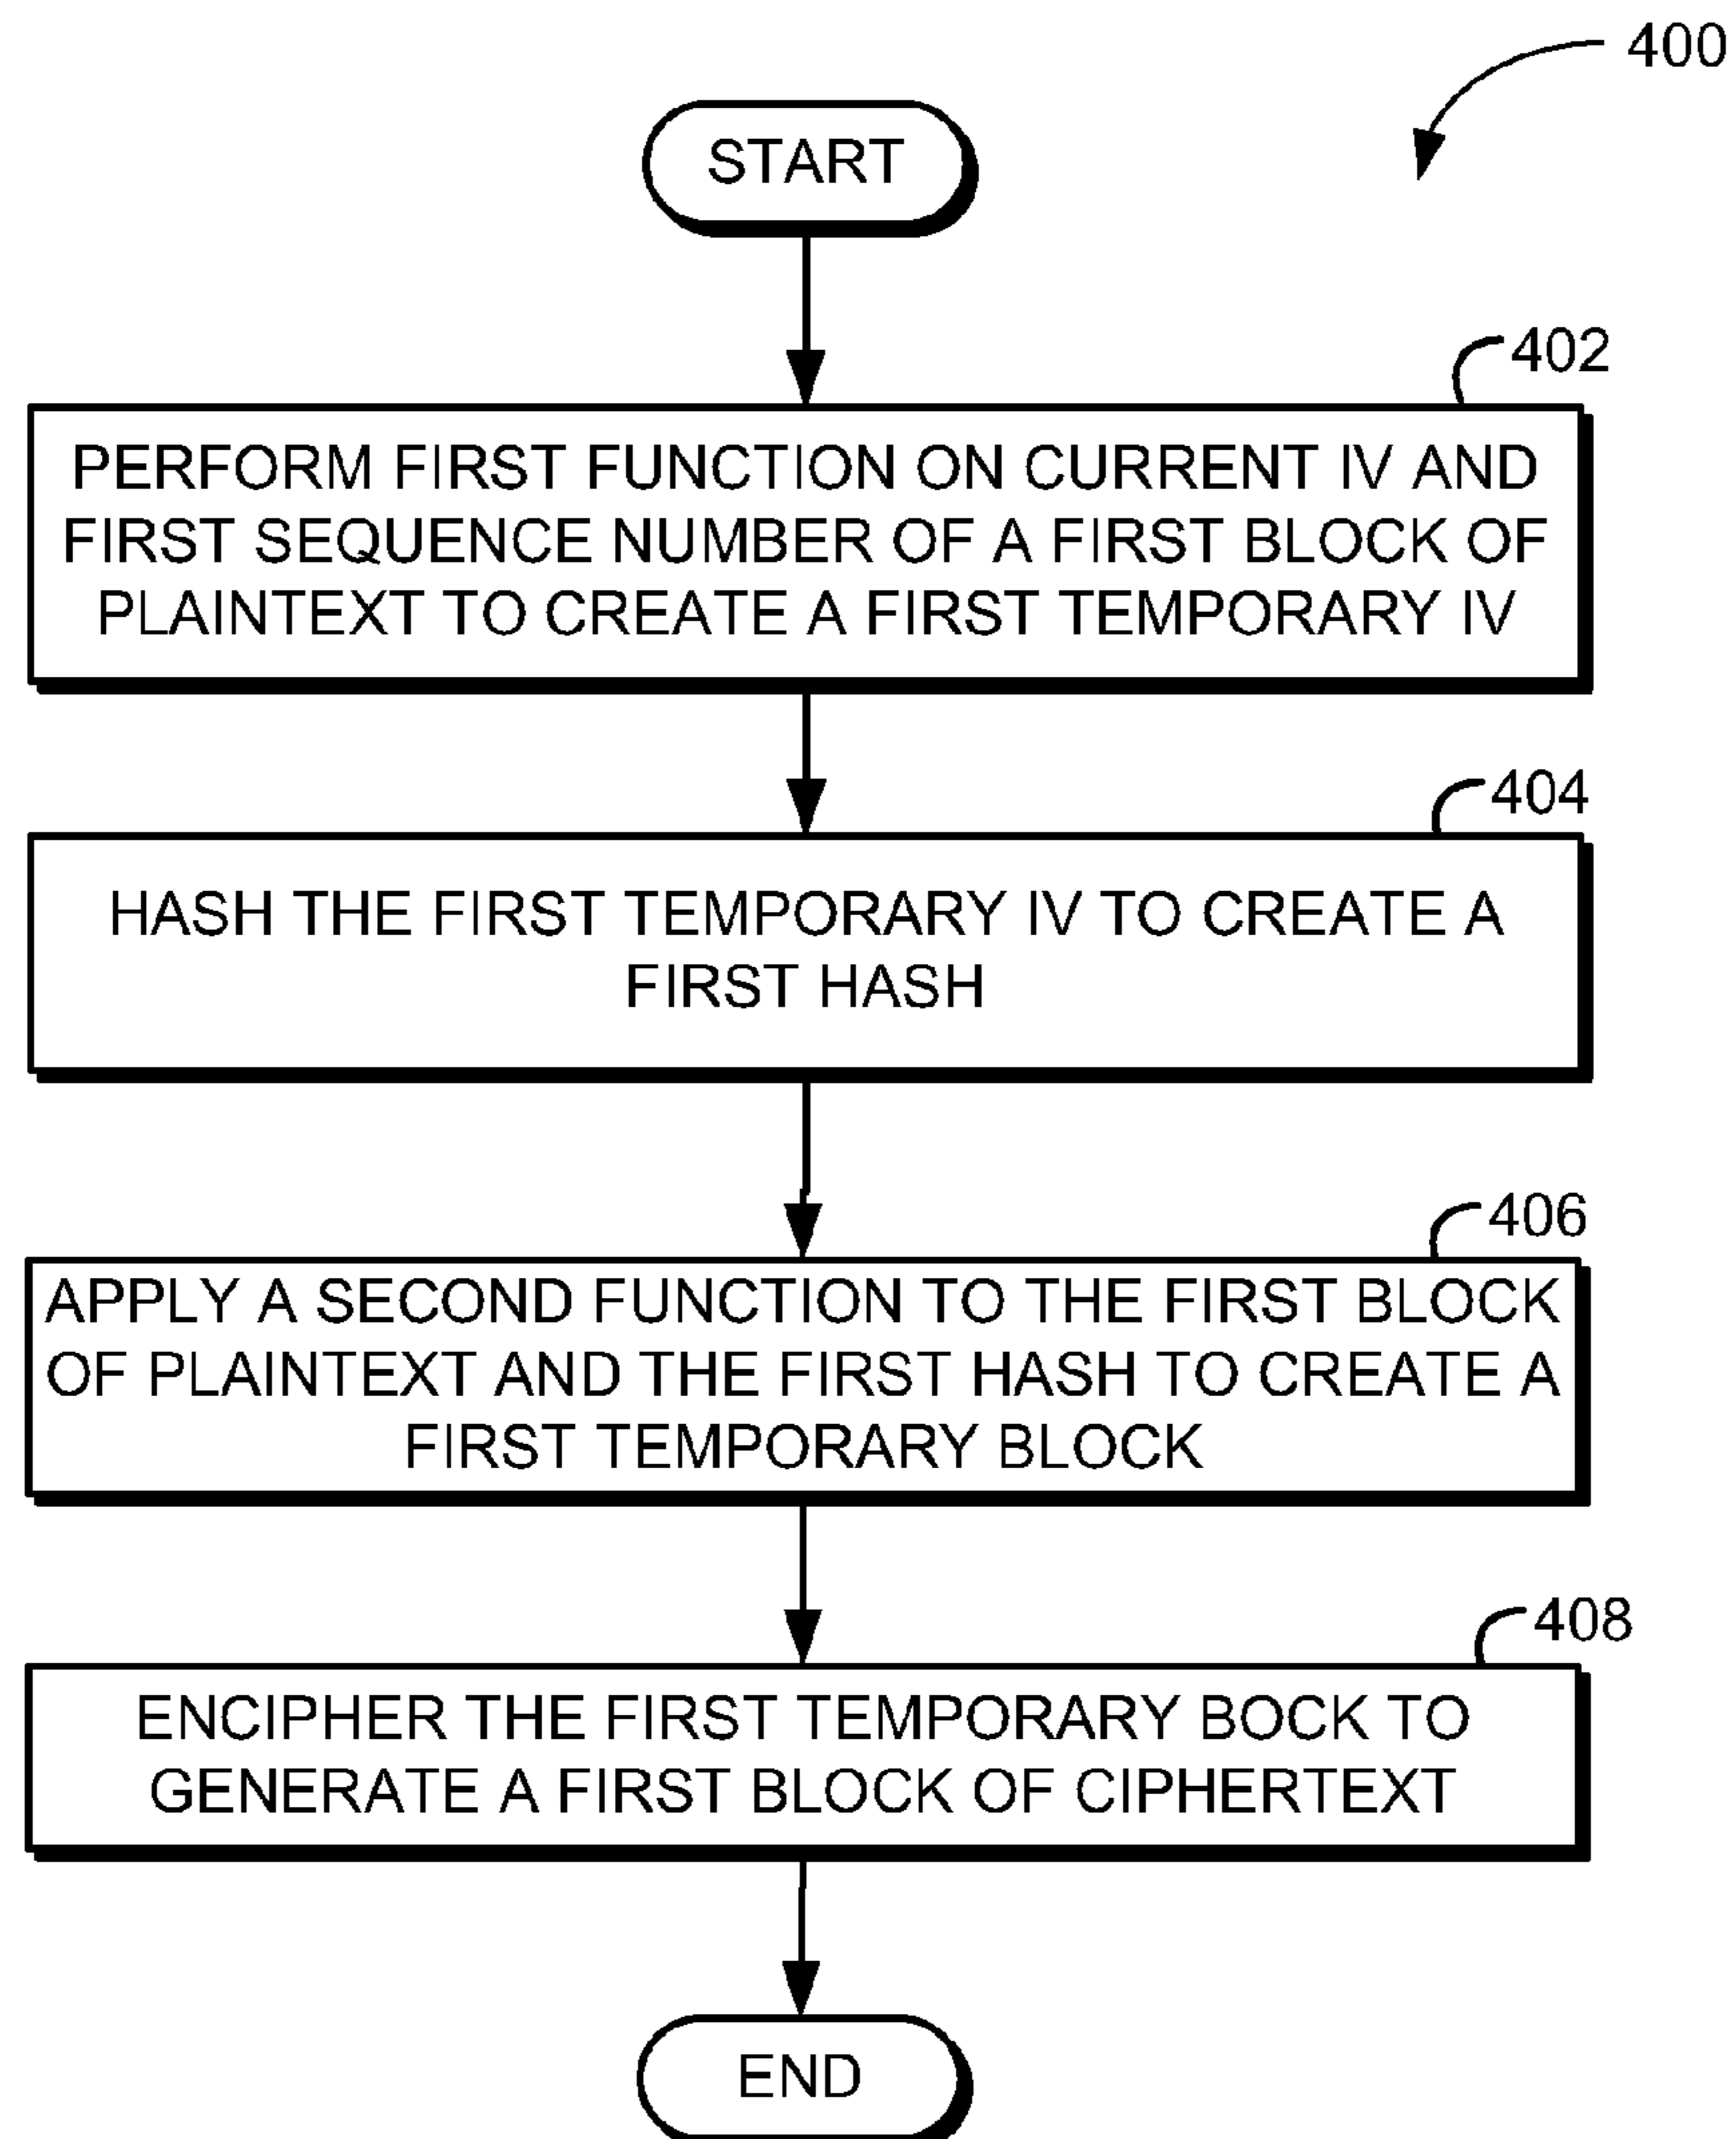 400
START
402
PERFORM FIRST FUNCTION ON CURRENT IV AND
FIRST SEQUENCE NUMBER OF A FIRST BLOCK OF
PLAINTEXT TO CREATE A FIRST TEMPORARY IV
404
HASH THE FIRST TEMPORARY IV TO CREATE A
FIRST HASH
406
APPLY A SECOND FUNCTION TO THE FIRST BLOCK
OF PLAINTEXT AND THE FIRST HASH TO CREATE A
FIRST TEMPORARY BLOCK
408
ENCIPHER THE FIRST TEMPORARY BOCK TO
GENERATE A FIRST BLOCK OF CIPHERTEXT
END